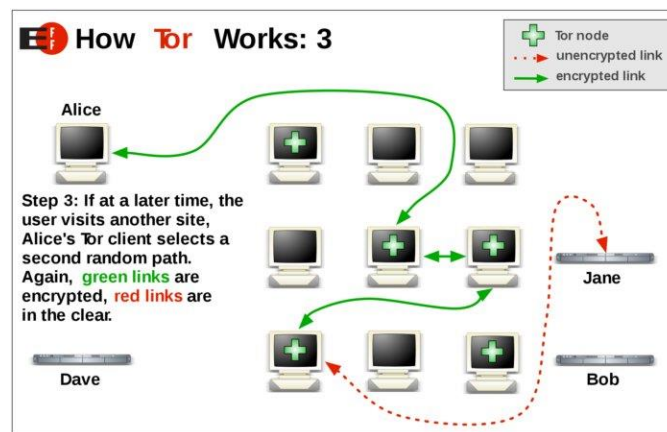 EFF How Tor Works: 3
Tor node
unencrypted link
encrypted link
Alice
Step 3: If at a later time, the
user visits another site,
Alice's Tor client selects a
second random path.
Again, green links are
encrypted, red links are
in the clear.
Jane
Dave
Bob